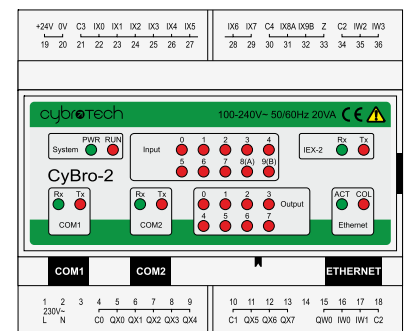 +24V 0V C3 IX0 IX1 IX2 IX3 IX4 IX5 IX6 IX7 C4 IX8A IX9B Z C2 IW2 IW3
19 20 21 22 23 24 25 26 27 28 29 30 31 32 33 34 35 36
cybrotech 100-240V~ 50/60Hz 20VA CE
PWR RUN 0 1 2 3 4 Rx Tx
System Input IEX-2
5 6 7 8(A) 9(B)
CyBro-2
Rx Tx Rx Tx 0 1 2 3 Output ACT COL
4 5 6 7
COM1 COM2 Ethernet
COM1 COM2 ETHERNET
1 2 3 4 5 6 7 8 9 10 11 12 13 14 15 16 17 18
230V~
L N C0 QX0 QX1 QX2 QX3 QX4 C1 QX5 QX6 QX7 QW0 IW0 IW1 C2